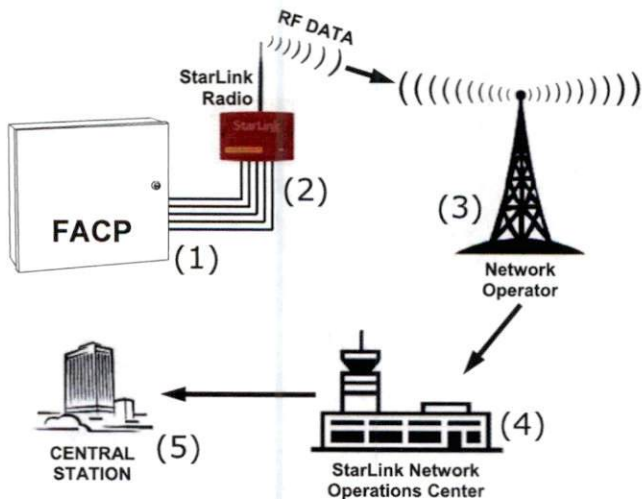 RF DATA
StarLink
Radio
StarLink
(2)
FACP
(1)
(3)
Network
Operator
(4)
StarLink Network
Operations Center
(5)
CENTRAL
STATION